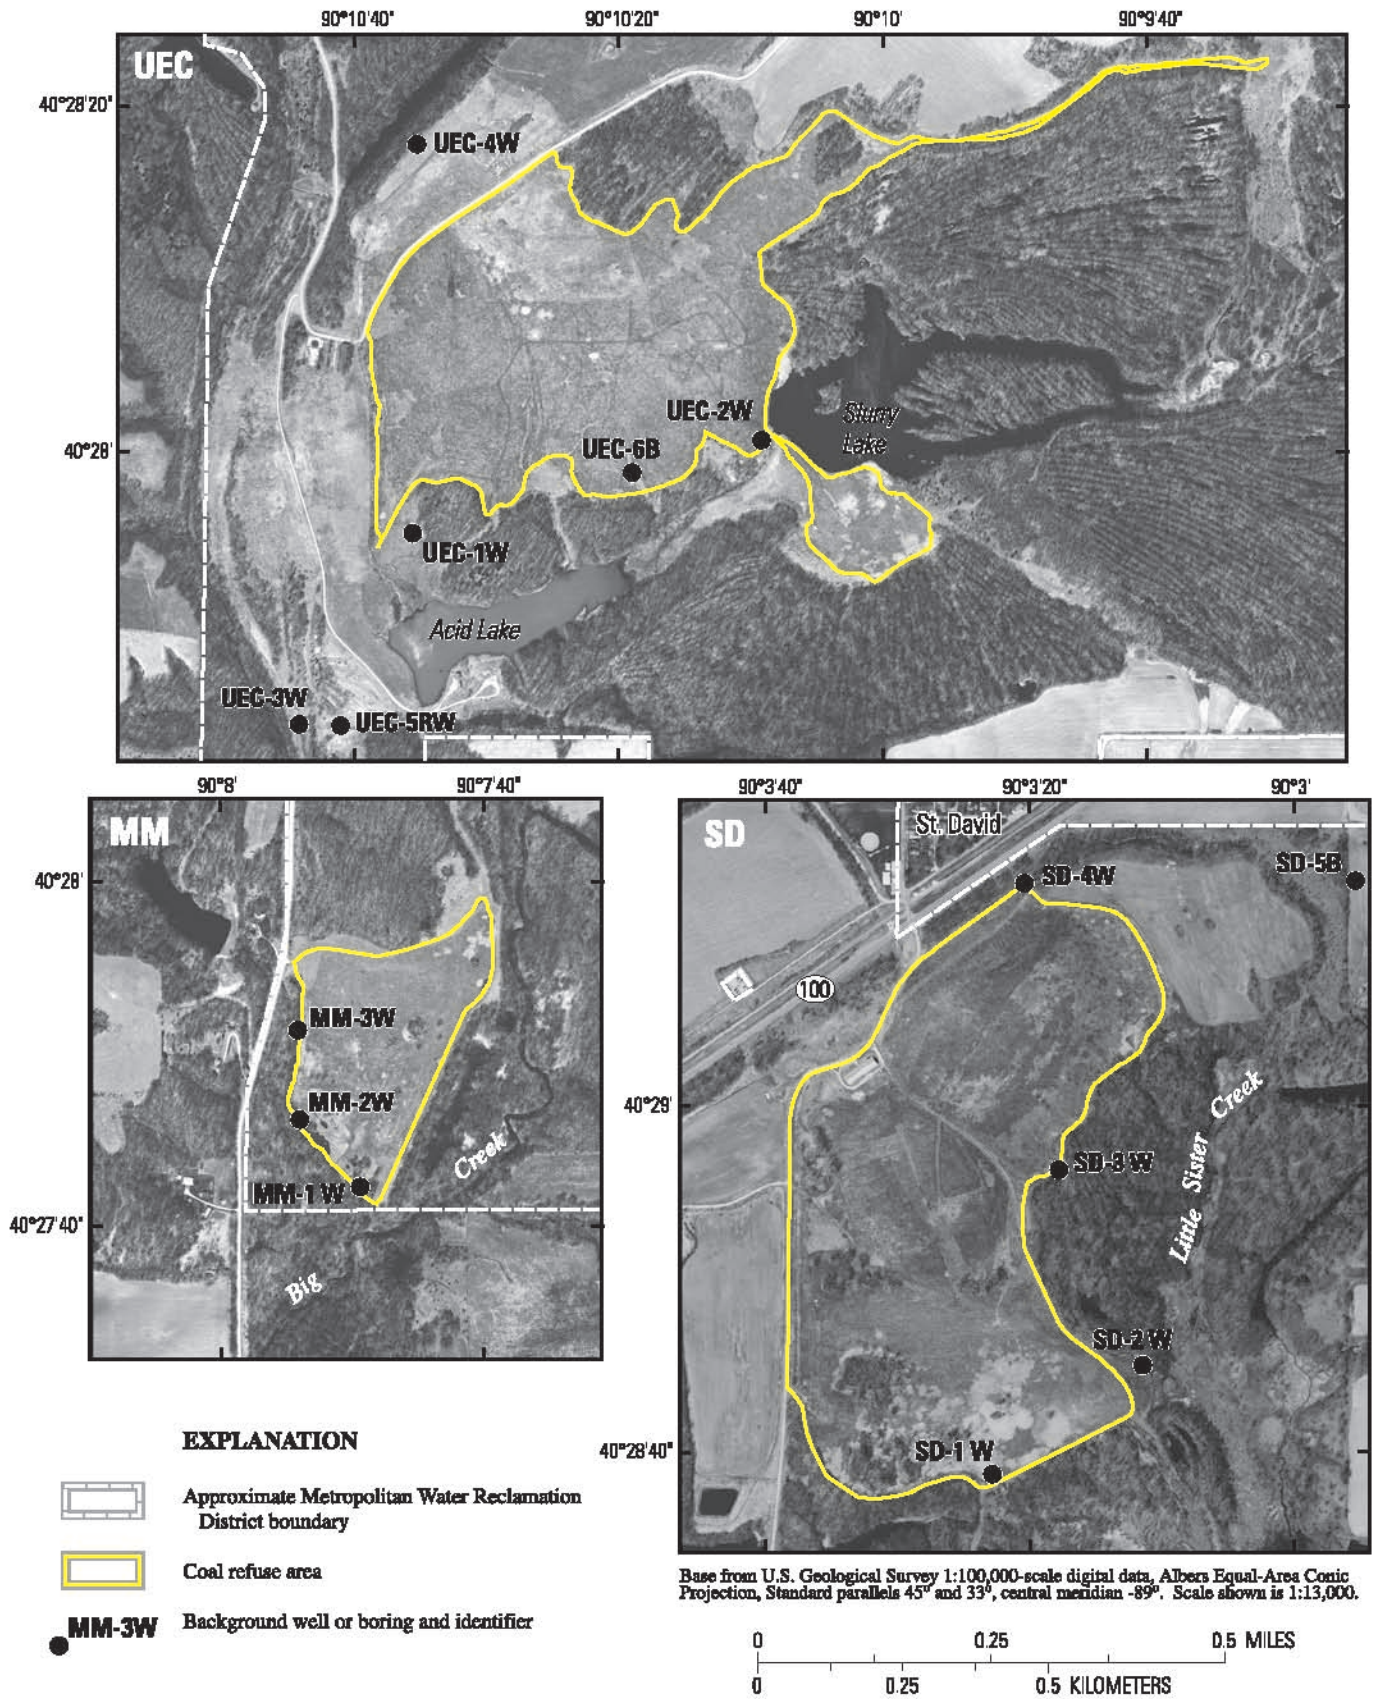 90°10'40" 90°10'20" 90°10' 90°9'40"
UEC
40°28'20"
UEC-4W
UEC-2W
Slurry
Lake
40°28'
UEC-6B
UEC-1W
Acid Lake
UEC-3W
UEC-5RW
90°8' 90°7'40"
MM
40°28'
MM-3W
MM-2W
Creek
MM-1 W
40°27'40"
Big
90°3'40" 90°3'20" 90°3'
SD
St. David
SD-5B
SD-4W
100
40°29'
Little Sister Creek
SD-3 W
SD-2 W
40°28'40"
SD-1 W
EXPLANATION
Approximate Metropolitan Water Reclamation
District boundary
Coal refuse area
MM-3W Background well or boring and identifier
Base from U.S. Geological Survey 1:100,000-scale digital data, Albers Equal-Area Conic
Projection, Standard parallels 45° and 33°, central meridian -89°. Scale shown is 1:13,000.
0 0.25 0.5 MILES
0 0.25 0.5 KILOMETERS